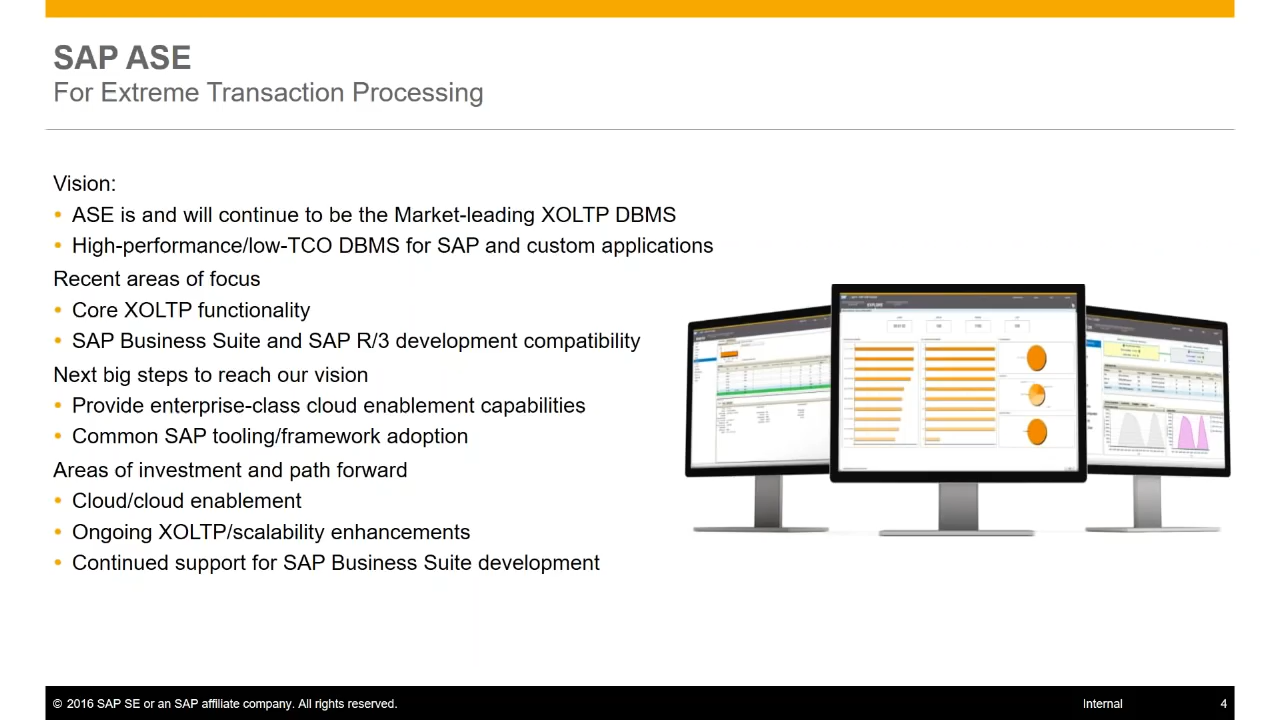 SAP ASE
For Extreme Transaction Processing
Vision:
• ASE is and will continue to be the Market-leading XOLTP DBMS
• High-performance/low-TCO DBMS for SAP and custom applications
Recent areas of focus
• Core XOLTP functionality
• SAP Business Suite and SAP R/3 development compatibility
Next big steps to reach our vision
• Provide enterprise-class cloud enablement capabilities
• Common SAP tooling/framework adoption
Areas of investment and path forward
• Cloud/cloud enablement
• Ongoing XOLTP/scalability enhancements
• Continued support for SAP Business Suite development
© 2016 SAP SE or an SAP affiliate company. All rights reserved.
Internal
4